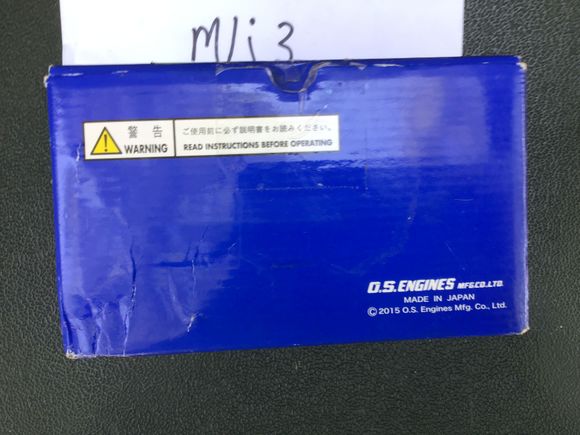 M1i3
警告
WARNING
ご使用前に必ず説明書をお読みください。
READ INSTRUCTIONS BEFORE OPERATING
O.S.ENGINES MFG.CO.LTD.
MADE IN JAPAN
©2015 O.S. Engines Mfg. Co., Ltd.